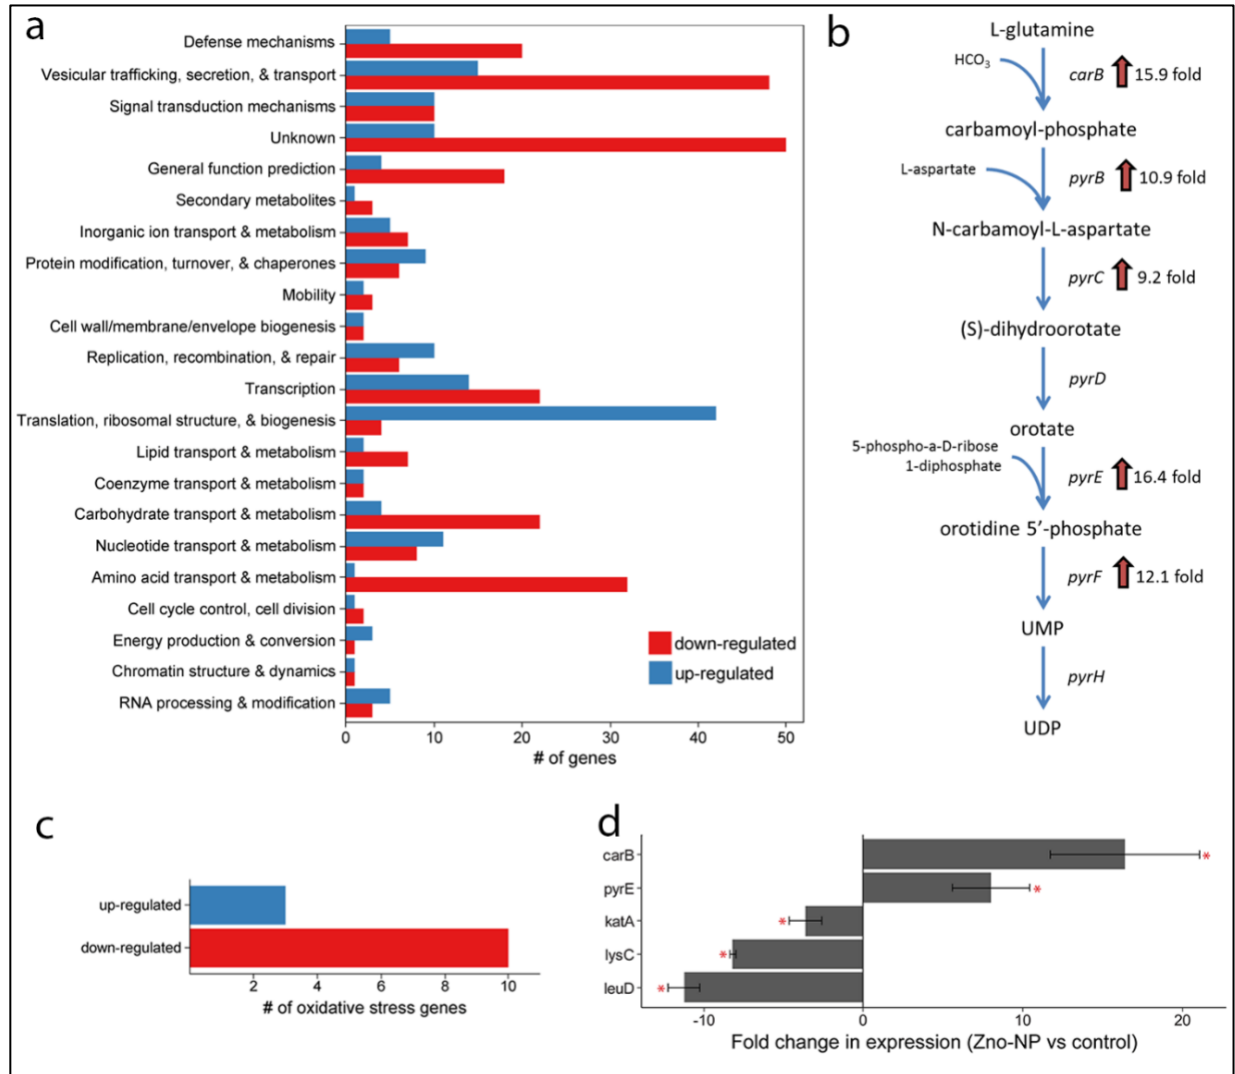 a
Defense mechanisms
Vesicular trafficking, secretion, & transport
Signal transduction mechanisms
Unknown
General function prediction
Secondary metabolites
Inorganic ion transport & metabolism
Protein modification, turnover, & chaperones
Mobility
Cell wall/membrane/envelope biogenesis
Replication, recombination, & repair
Transcription
Translation, ribosomal structure, & biogenesis
Lipid transport & metabolism
Coenzyme transport & metabolism
Carbohydrate transport & metabolism
Nucleotide transport & metabolism
Amino acid transport & metabolism
Cell cycle control, cell division
Energy production & conversion
Chromatin structure & dynamics
RNA processing & modification
down-regulated
up-regulated
0 10 20 30 40 50
# of genes
b
L-glutamine
HCO3
carB 15.9 fold
carbamoyl-phosphate
L-aspartate
pyrB 10.9 fold
N-carbamoyl-L-aspartate
pyrC 9.2 fold
(S)-dihydroorotate
pyrD
orotate
5-phospho-a-D-ribose
1-diphosphate
pyrE 16.4 fold
orotidine 5’-phosphate
pyrF 12.1 fold
UMP
pyrH
UDP
c
up-regulated
down-regulated
2 4 6 8 10
# of oxidative stress genes
d
carB *
pyrE *
katA *
lysC *
leuD *
-10 0 10 20
Fold change in expression (Zno-NP vs control)